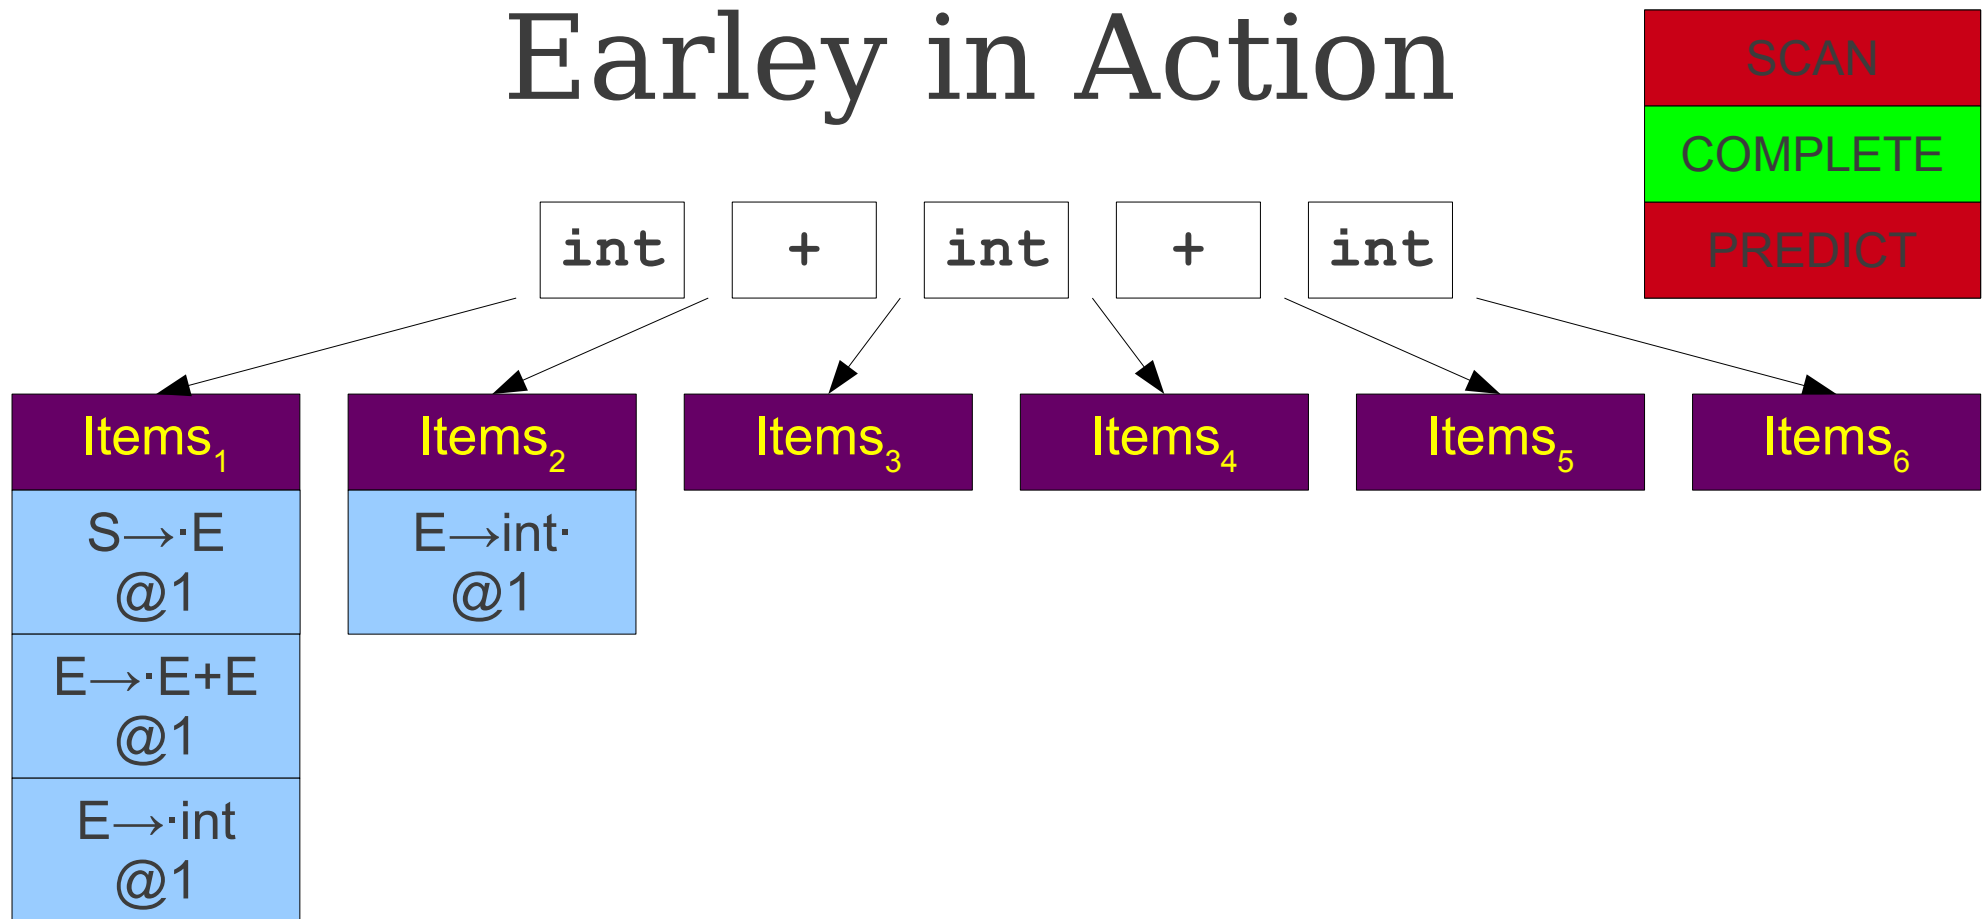 Earley in Action
SCAN
COMPLETE
PREDICT
int + int + int
Items₁ Items₂ Items₃ Items₄ Items₅ Items₆
S→·E
@1
E→int·
@1
E→·E+E
@1
E→·int
@1